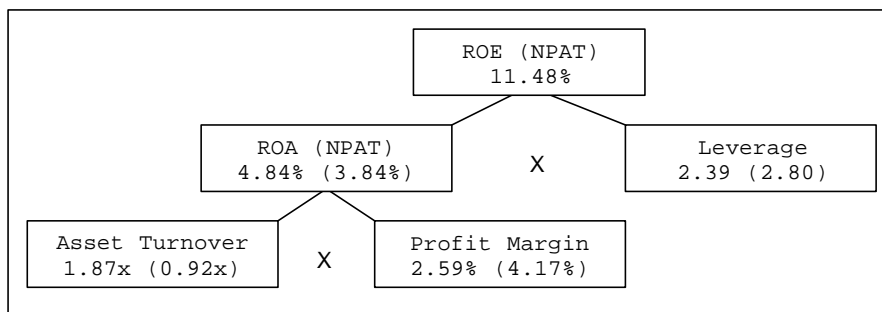 ROE (NPAT)
11.48%
ROA (NPAT)
4.84% (3.84%)
X
Leverage
2.39 (2.80)
Asset Turnover
1.87x (0.92x)
X
Profit Margin
2.59% (4.17%)